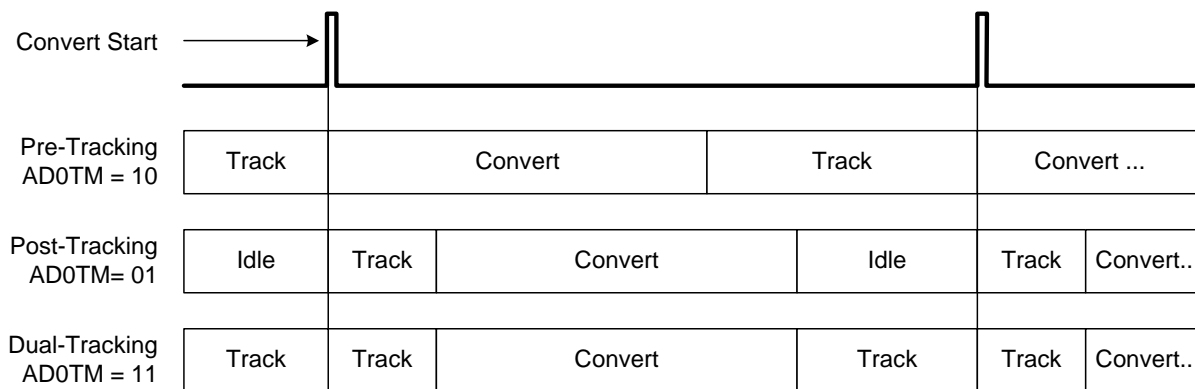 Convert Start
Pre-Tracking
AD0TM = 10
Track
Convert
Track
Convert ...
Post-Tracking
AD0TM= 01
Idle
Track
Convert
Idle
Track
Convert..
Dual-Tracking
AD0TM = 11
Track
Track
Convert
Track
Track
Convert..